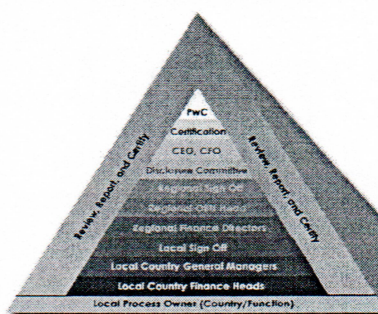 PwC
Certification
CEO, CFO
Disclosure Committee
Regional Sign Off
Regional
Regional Finance Directors
Local Sign Off
Local Country General Managers
Local Country Finance Heads
Local Process Owner (Country/Function)
Review, Report, and Certify
Review, Report, and Certify